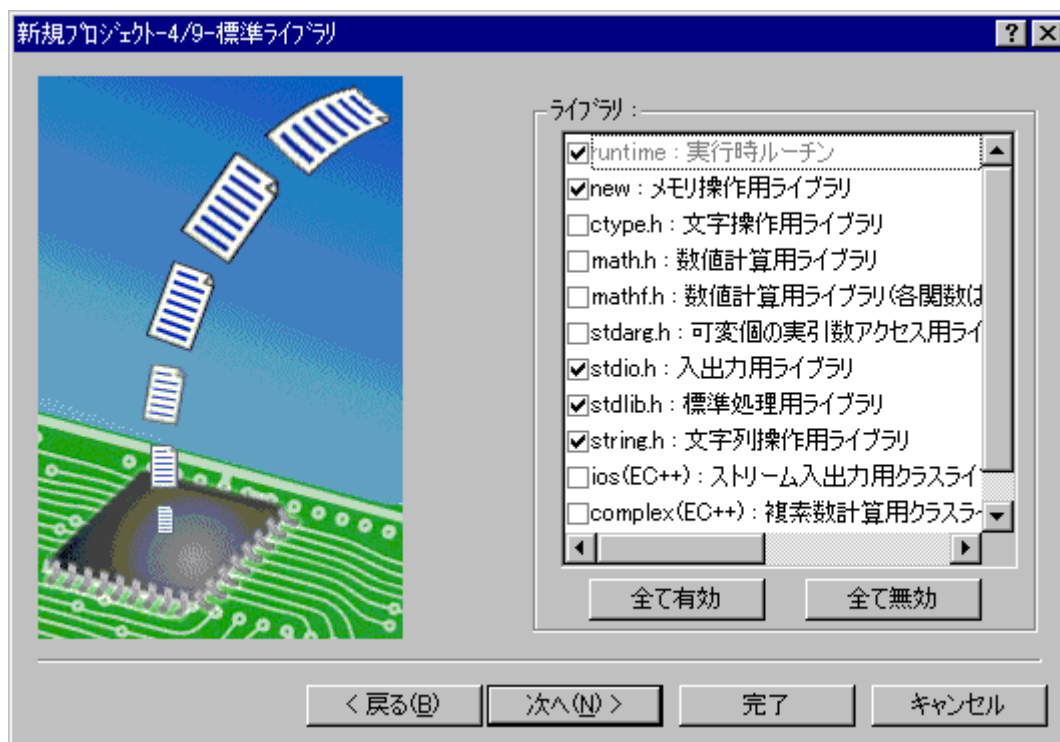 新規プロジェクト-4/9-標準ライブラリ
ライブラリ :
runtime : 実行時ルーチン
new : メモリ操作用ライブラリ
ctype.h : 文字操作用ライブラリ
math.h : 数値計算用ライブラリ
mathf.h : 数値計算用ライブラリ(各関数は
stdarg.h : 可変個の実引数アクセス用ライ
stdio.h : 入出力用ライブラリ
stdlib.h : 標準処理用ライブラリ
string.h : 文字列操作用ライブラリ
ios(EC++) : ストリーム入出力用クラスライ
complex(EC++) : 複素数計算用クラスラ
全て有効 全て無効
< 戻る(B) 次へ(N) > 完了 キャンセル